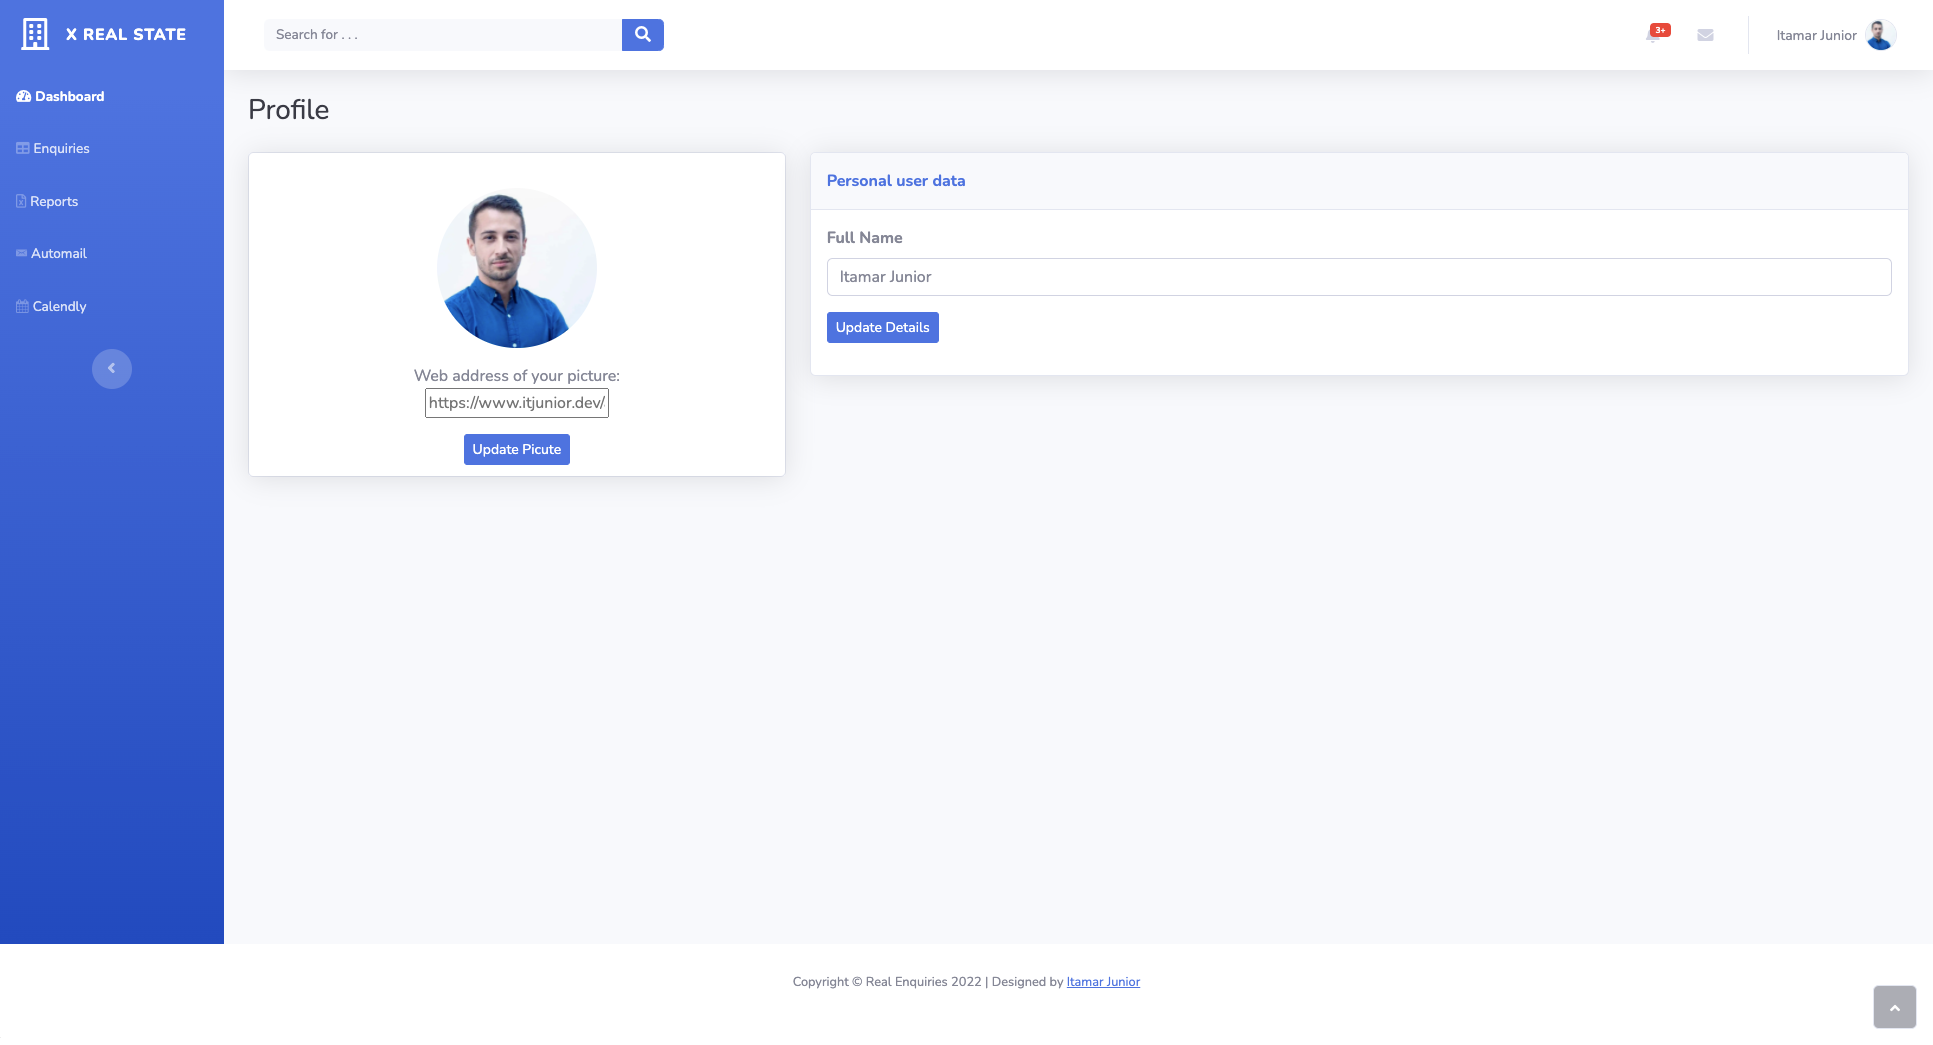 X REAL STATE
Search for . . .
3+
Itamar Junior
Dashboard
Enquiries
Reports
Automail
Calendly
Profile
Web address of your picture:
https://www.itjunior.dev/
Update Picute
Personal user data
Full Name
Itamar Junior
Update Details
Copyright © Real Enquiries 2022 | Designed by Itamar Junior